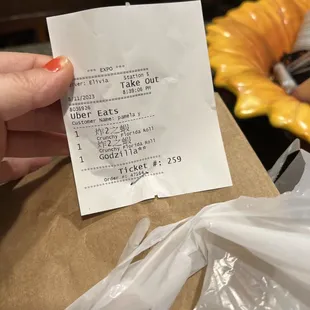 *** EXPO ***
Server: Elivia Station 5
Take Out
8:38:06 PM
Uber Eats
Customer Name: pamela s
1
Crunchy Florida Roll
1
Crunchy Florida Roll
1 Godzilla**
Ticket #: 259